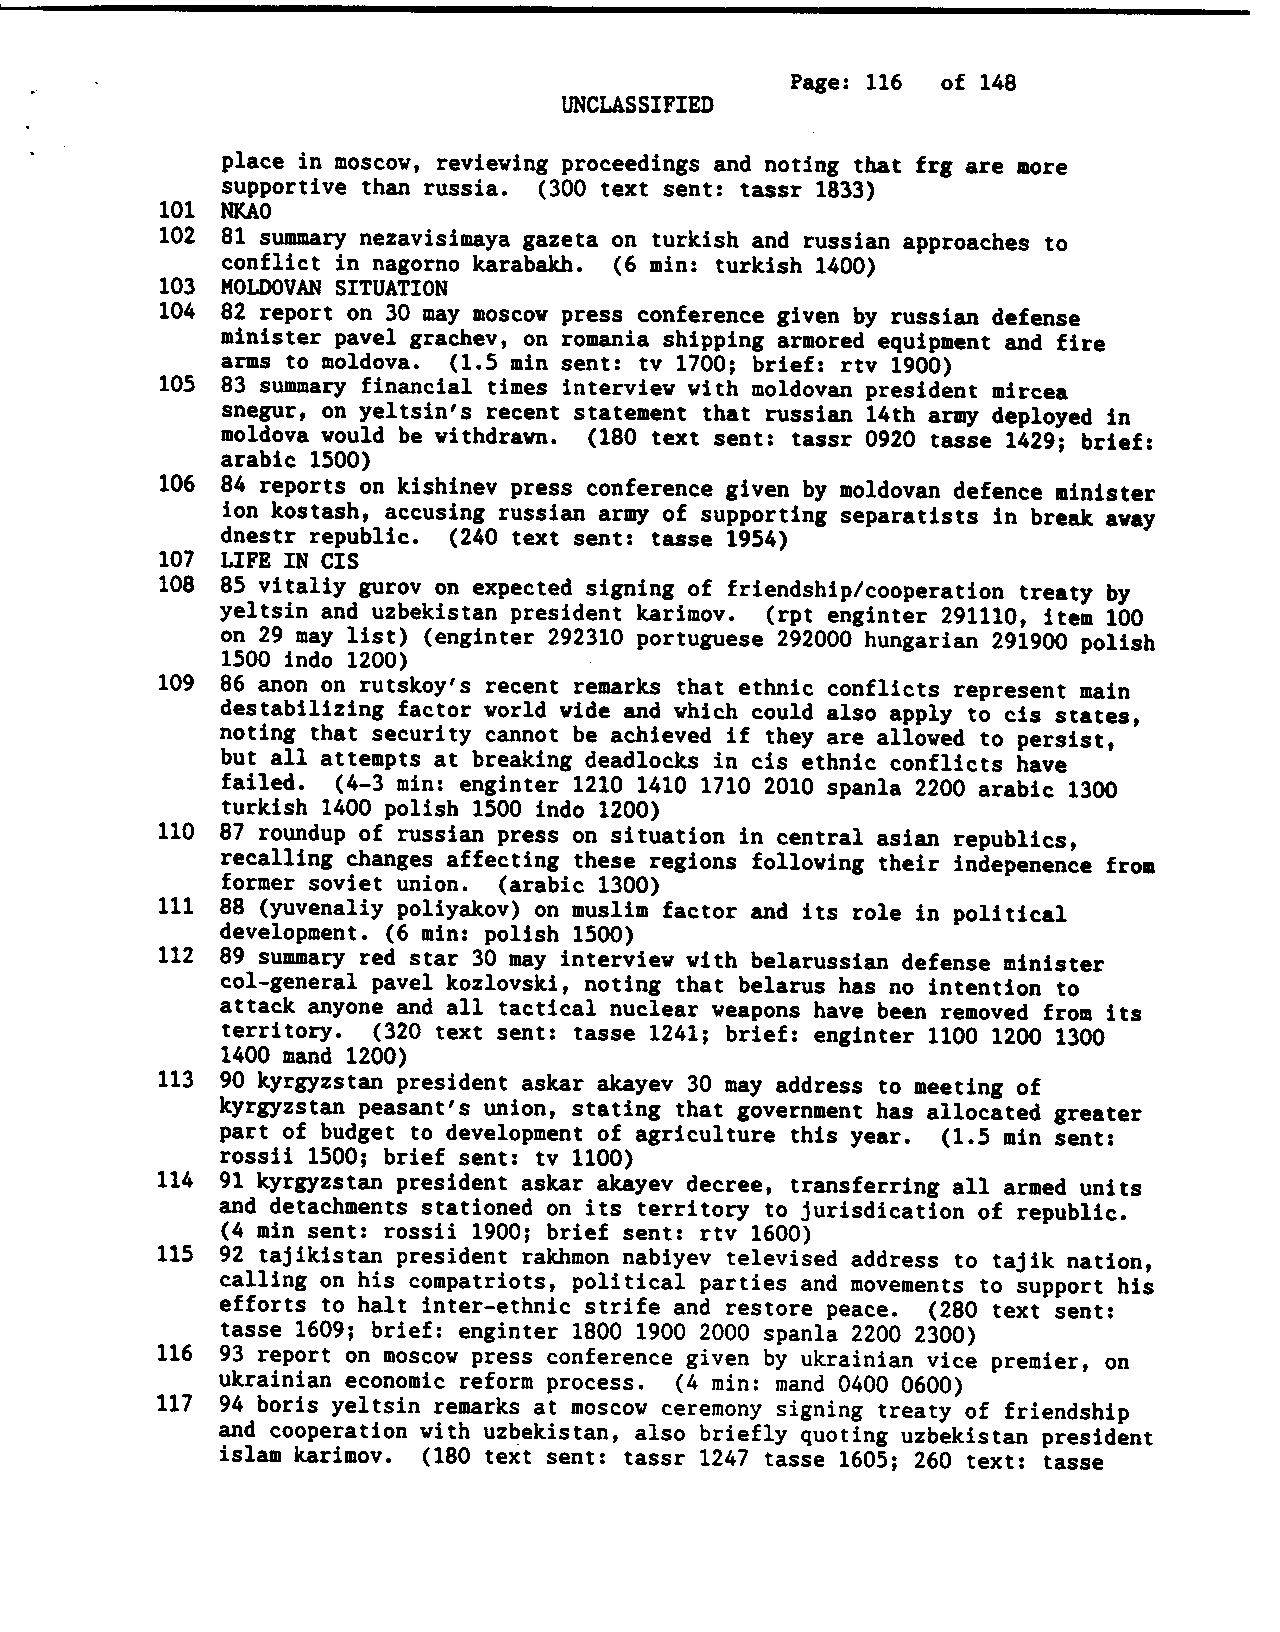 Page: 116 of 148
UNCLASSIFIED
place in moscow, reviewing proceedings and noting that frg are more
supportive than russia. (300 text sent: tassr 1833)
101 NKAO
102 81 summary nezavisimaya gazeta on turkish and russian approaches to
conflict in nagorno karabakh. (6 min: turkish 1400)
103 MOLDOVAN SITUATION
104 82 report on 30 may moscow press conference given by russian defense
minister pavel grachev, on romania shipping armored equipment and fire
arms to moldova. (1.5 min sent: tv 1700; brief: rtv 1900)
105 83 summary financial times interview with moldovan president mircea
snegur, on yeltsin's recent statement that russian 14th army deployed in
moldova would be withdrawn. (180 text sent: tassr 0920 tasse 1429; brief:
arabic 1500)
106 84 reports on kishinev press conference given by moldovan defence minister
ion kostash, accusing russian army of supporting separatists in break away
dnestr republic. (240 text sent: tasse 1954)
107 LIFE IN CIS
108 85 vitaliy gurov on expected signing of friendship/cooperation treaty by
yeltsin and uzbekistan president karimov. (rpt enginter 291110, item 100
on 29 may list) (enginter 292310 portuguese 292000 hungarian 291900 polish
1500 indo 1200)
109 86 anon on rutskoy's recent remarks that ethnic conflicts represent main
destabilizing factor world wide and which could also apply to cis states,
noting that security cannot be achieved if they are allowed to persist,
but all attempts at breaking deadlocks in cis ethnic conflicts have
failed. (4-3 min: enginter 1210 1410 1710 2010 spanla 2200 arabic 1300
turkish 1400 polish 1500 indo 1200)
110 87 roundup of russian press on situation in central asian republics,
recalling changes affecting these regions following their indepenence from
former soviet union. (arabic 1300)
111 88 (yuvenaliy poliyakov) on muslim factor and its role in political
development. (6 min: polish 1500)
112 89 summary red star 30 may interview with belarussian defense minister
col-general pavel kozlovski, noting that belarus has no intention to
attack anyone and all tactical nuclear weapons have been removed from its
territory. (320 text sent: tasse 1241; brief: enginter 1100 1200 1300
1400 mand 1200)
113 90 kyrgyzstan president askar akayev 30 may address to meeting of
kyrgyzstan peasant's union, stating that government has allocated greater
part of budget to development of agriculture this year. (1.5 min sent:
rossii 1500; brief sent: tv 1100)
114 91 kyrgyzstan president askar akayev decree, transferring all armed units
and detachments stationed on its territory to jurisdication of republic.
(4 min sent: rossii 1900; brief sent: rtv 1600)
115 92 tajikistan president rakhmon nabiyev televised address to tajik nation,
calling on his compatriots, political parties and movements to support his
efforts to halt inter-ethnic strife and restore peace. (280 text sent:
tasse 1609; brief: enginter 1800 1900 2000 spanla 2200 2300)
116 93 report on moscow press conference given by ukrainian vice premier, on
ukrainian economic reform process. (4 min: mand 0400 0600)
117 94 boris yeltsin remarks at moscow ceremony signing treaty of friendship
and cooperation with uzbekistan, also briefly quoting uzbekistan president
islam karimov. (180 text sent: tassr 1247 tasse 1605; 260 text: tasse